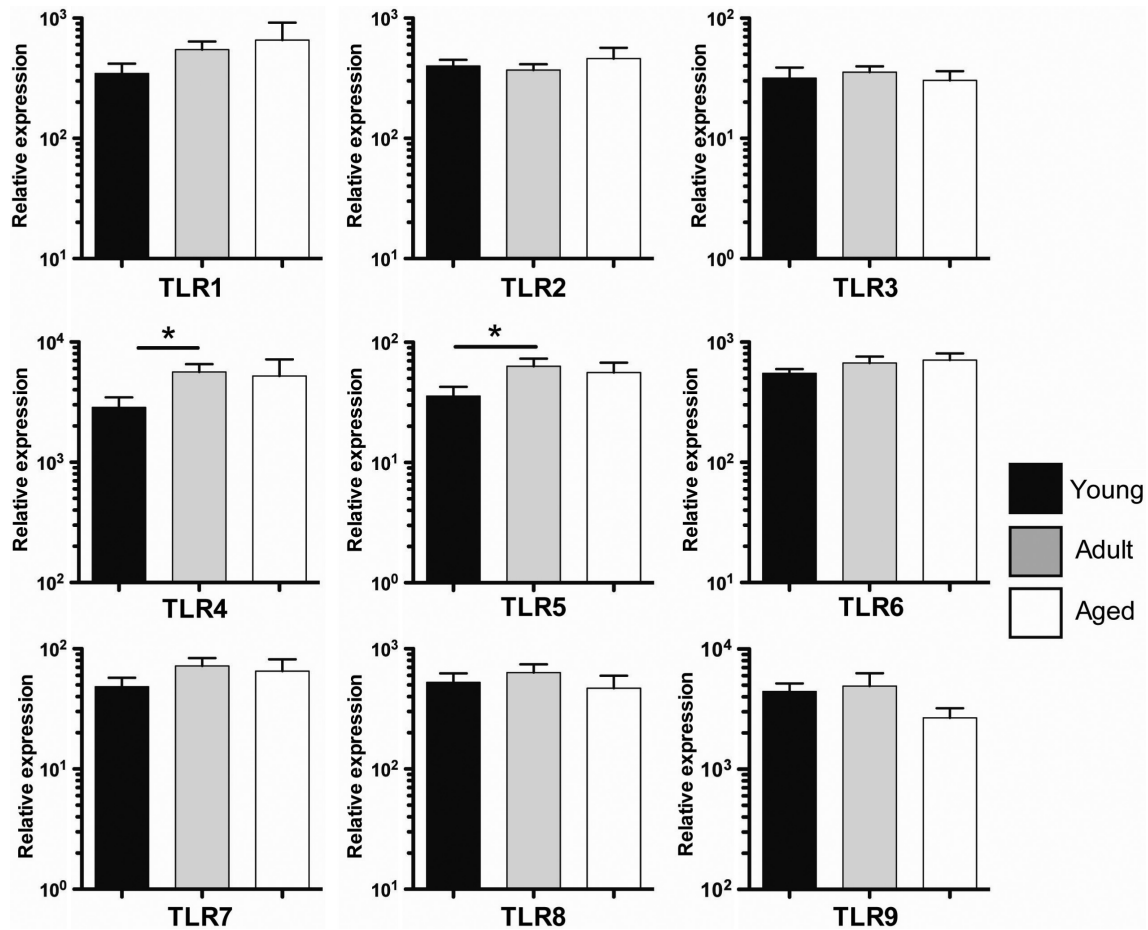 Relative expression
10³
10²
10¹
TLR1
Relative expression
10³
10²
10¹
TLR2
Relative expression
10²
10¹
10⁰
TLR3
Relative expression
10⁴
10³
10²
*
TLR4
Relative expression
10²
10¹
10⁰
*
TLR5
Relative expression
10³
10²
10¹
TLR6
Young
Adult
Aged
Relative expression
10²
10¹
10⁰
TLR7
Relative expression
10³
10²
10¹
TLR8
Relative expression
10⁴
10³
10²
TLR9